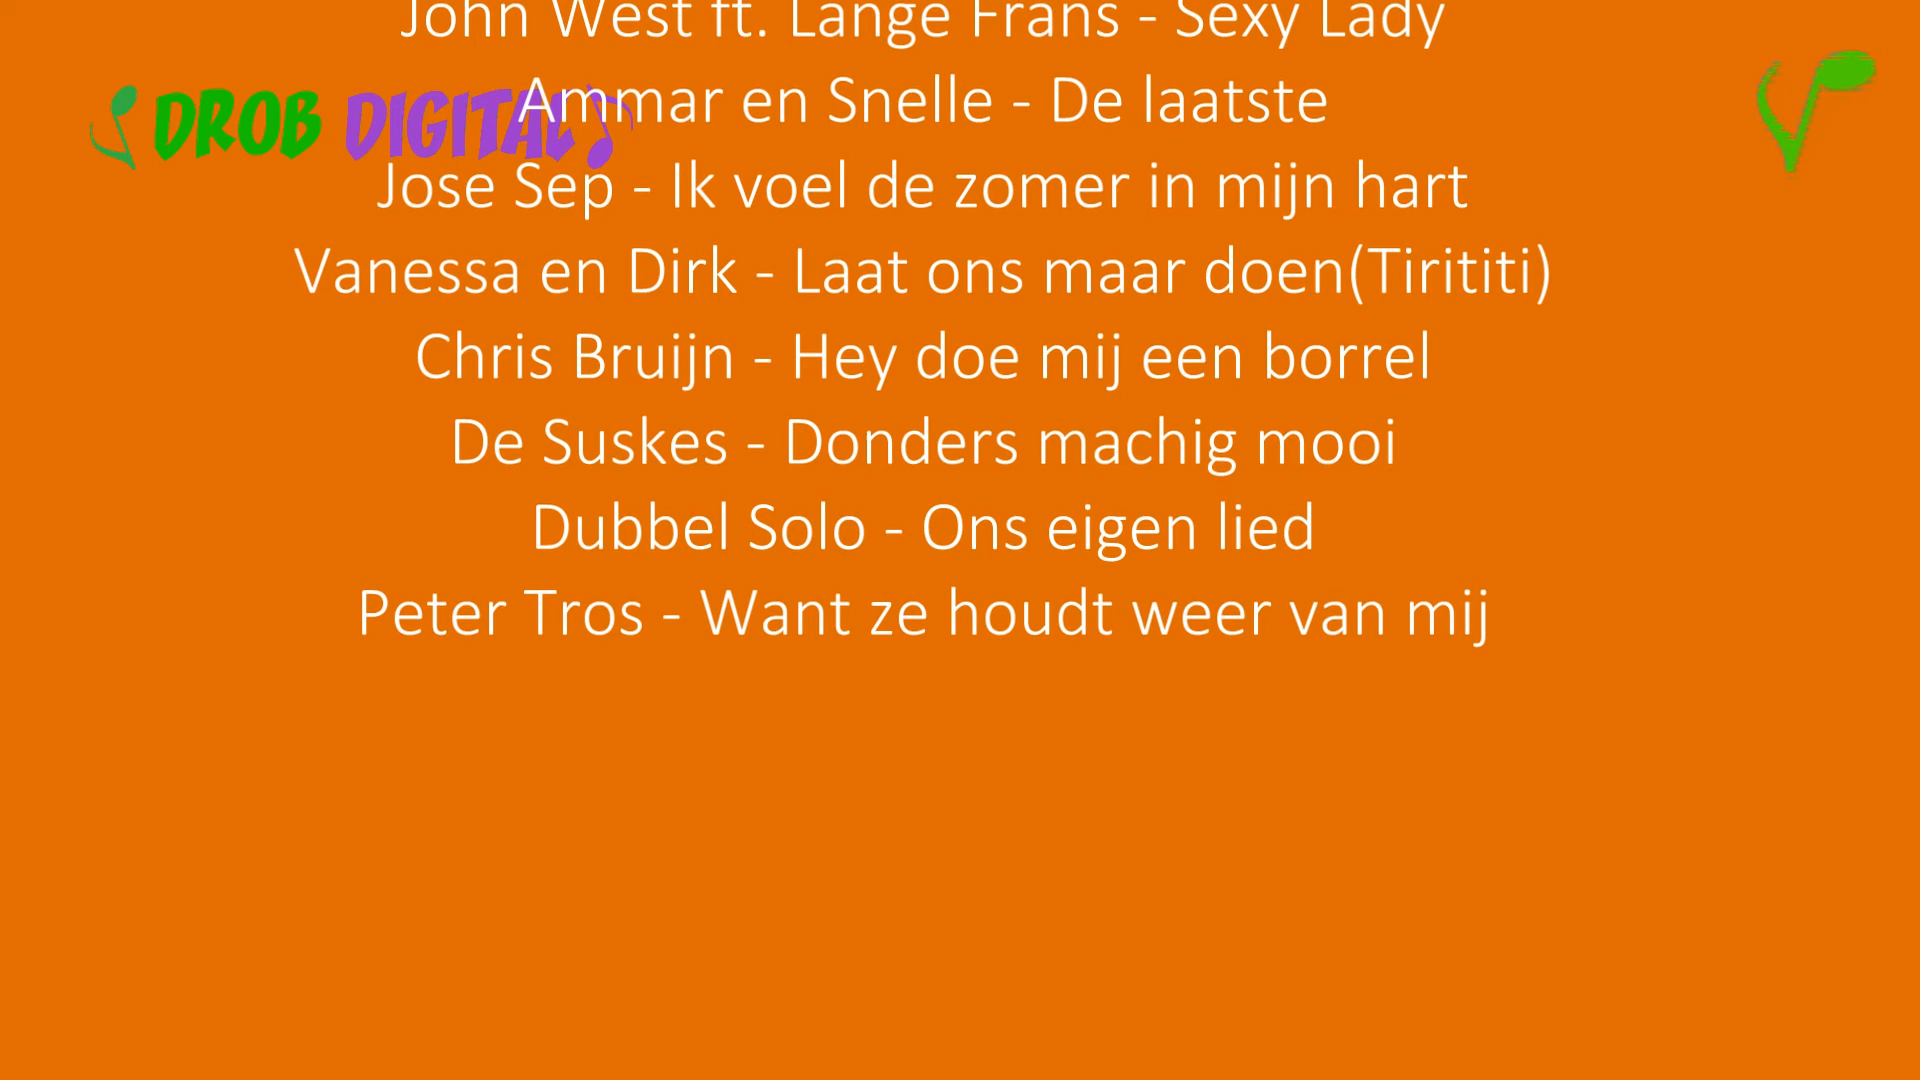 John West ft. Lange Frans - Sexy Lady
DROB DIGITAL
Ammar en Snelle - De laatste
Jose Sep - Ik voel de zomer in mijn hart
Vanessa en Dirk - Laat ons maar doen(Tirititi)
Chris Bruijn - Hey doe mij een borrel
De Suskes - Donders machig mooi
Dubbel Solo - Ons eigen lied
Peter Tros - Want ze houdt weer van mij